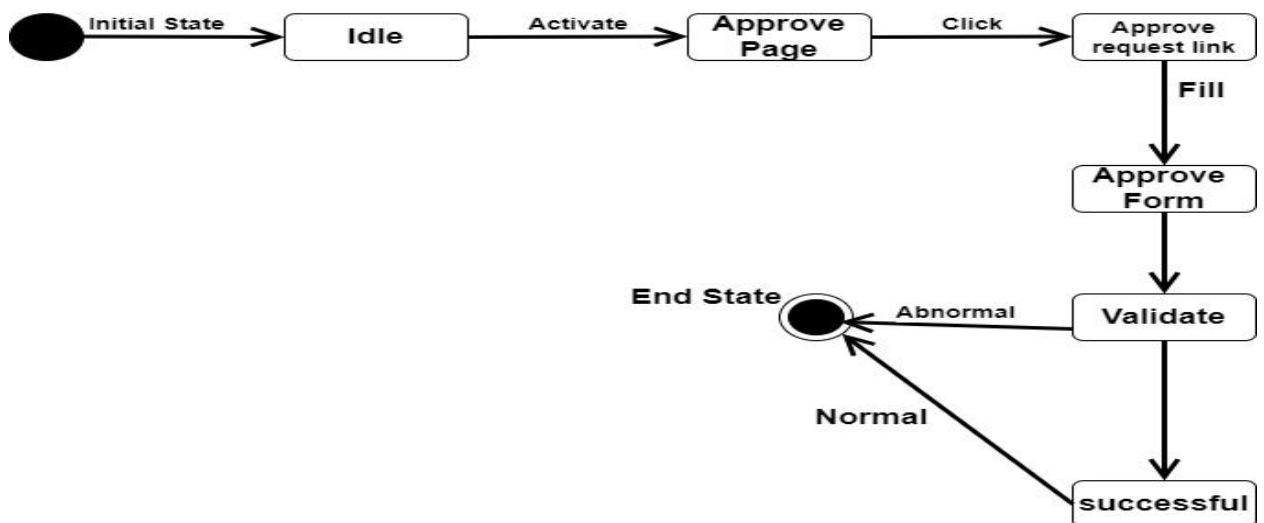 Initial State
Idle
Activate
Approve
Page
Click
Approve
request link
Fill
Approve
Form
End State
Abnormal
Validate
Normal
successful